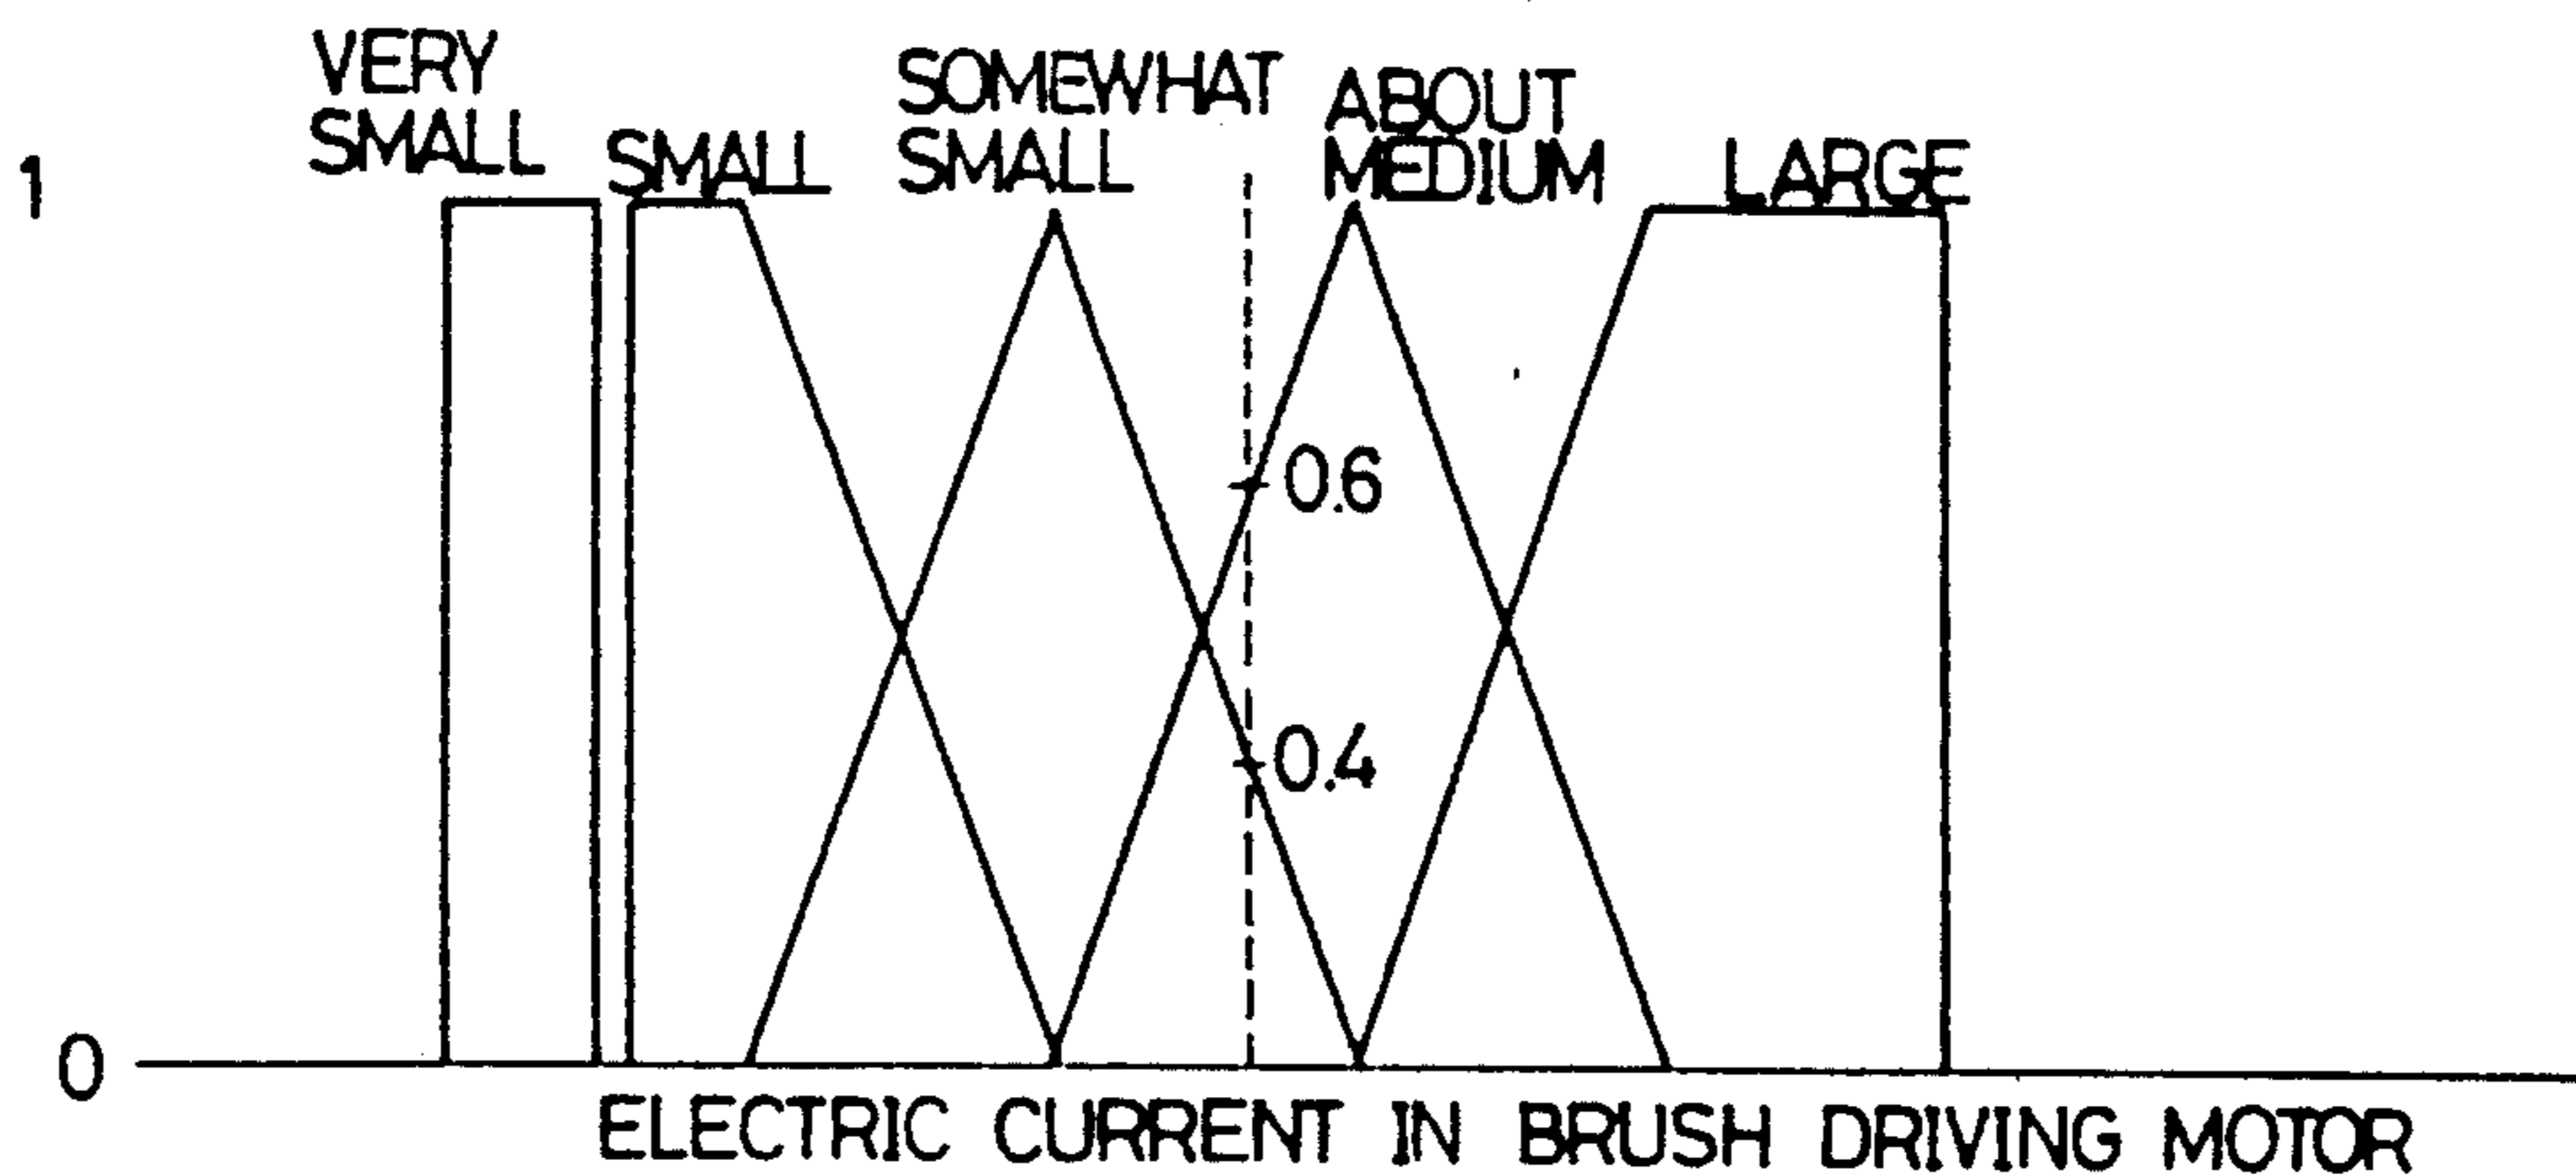 VERY
SMALL
SMALL
SOMEWHAT
SMALL
ABOUT
MEDIUM
LARGE
1
0.6
0.4
0
ELECTRIC CURRENT IN BRUSH DRIVING MOTOR